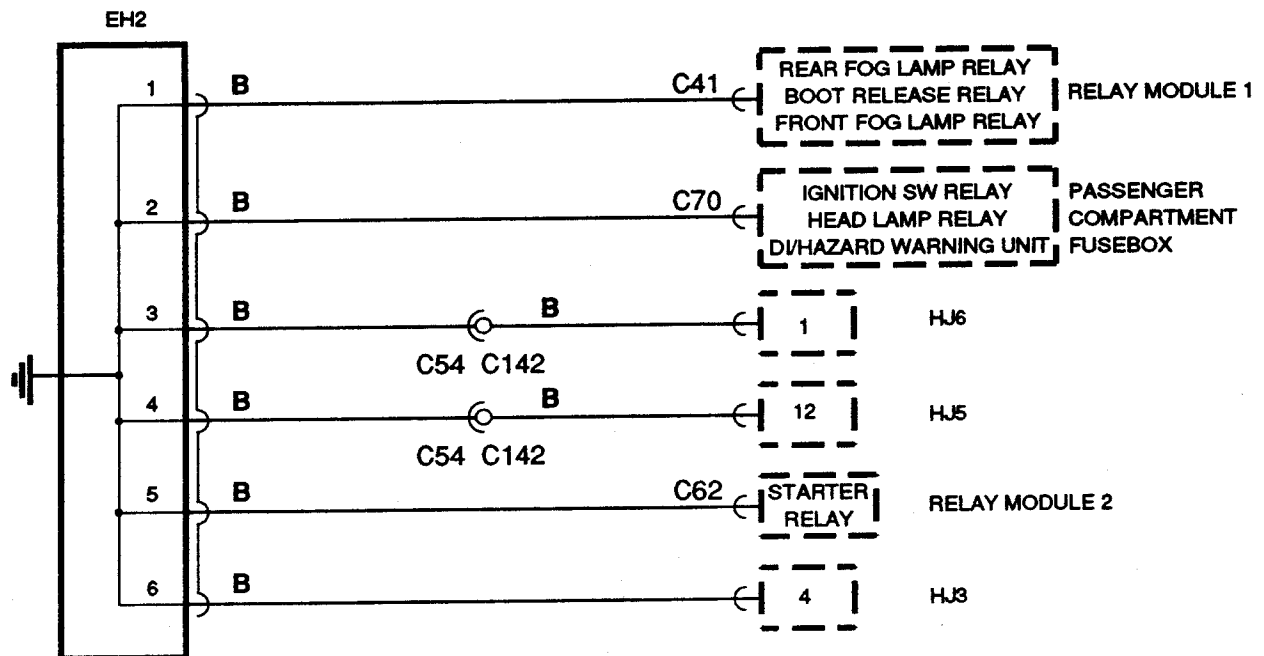 EH2
1 B C41 REAR FOG LAMP RELAY
BOOT RELEASE RELAY RELAY MODULE 1
FRONT FOG LAMP RELAY
2 B C70 IGNITION SW RELAY PASSENGER
HEAD LAMP RELAY COMPARTMENT
DI/HAZARD WARNING UNIT FUSEBOX
3 B B 1 HJ6
C54 C142
4 B B 12 HJ5
C54 C142
5 B C62 STARTER RELAY MODULE 2
RELAY
6 B 4 HJ3